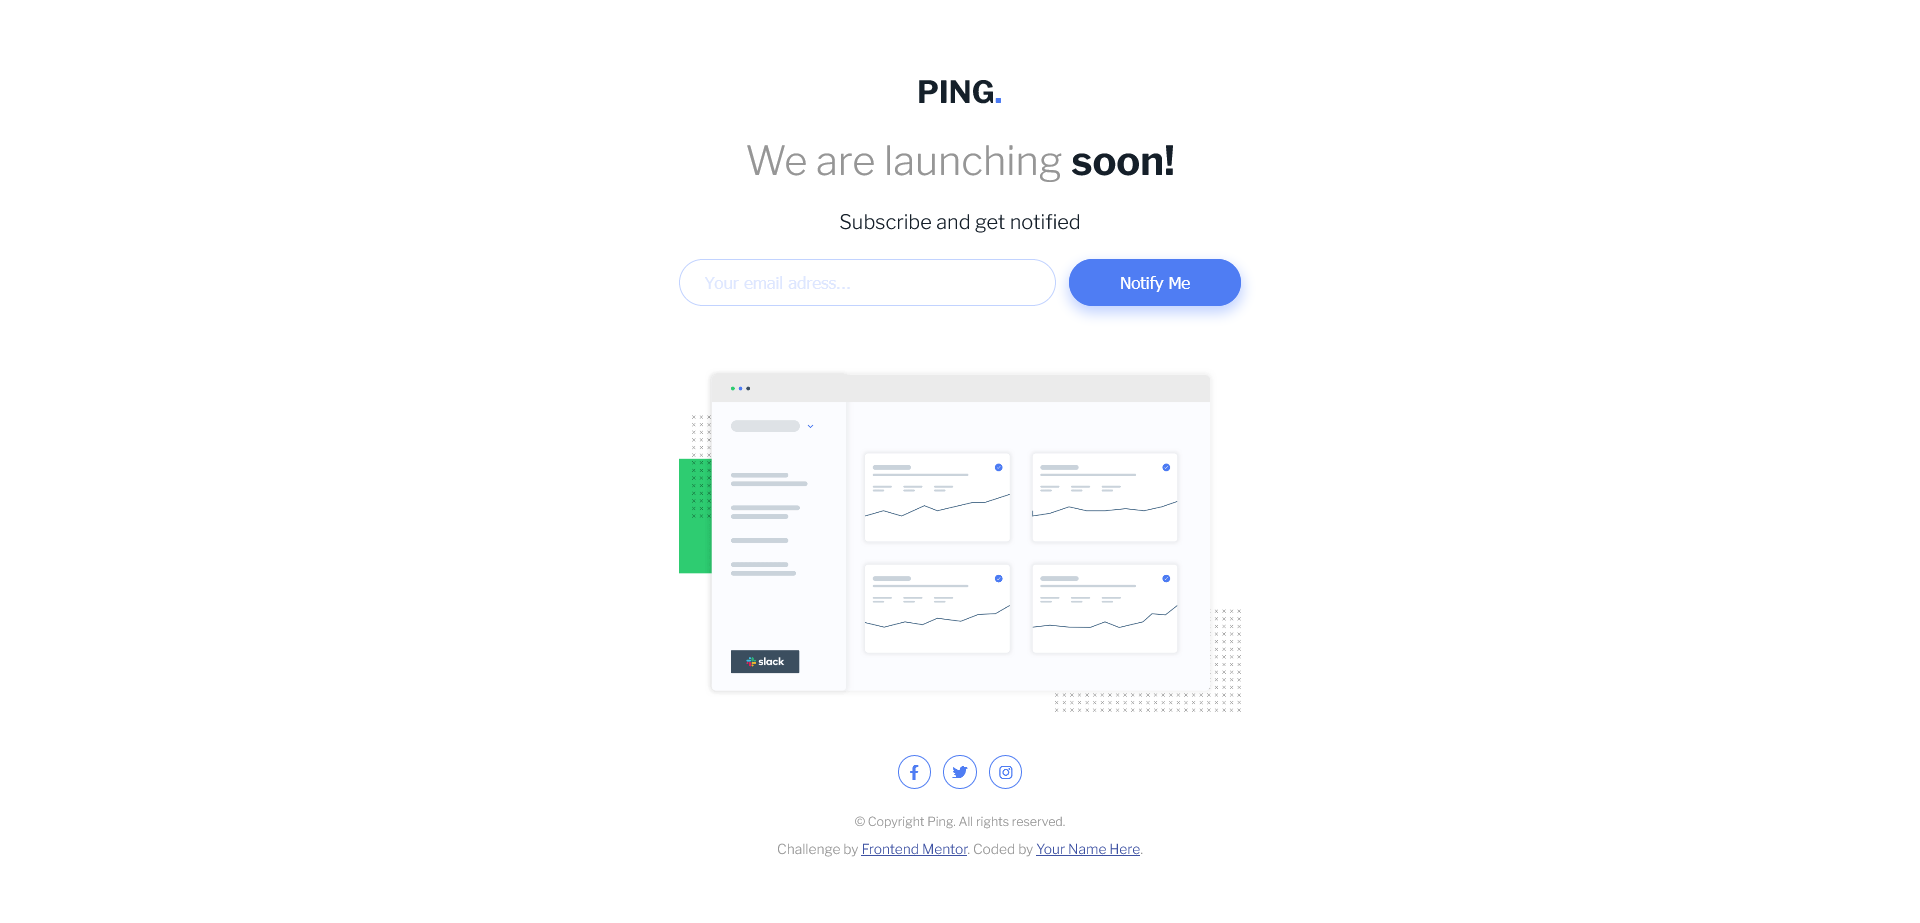 PING.
We are launching soon!
Subscribe and get notified
Your email adress...
Notify Me
slack
© Copyright Ping. All rights reserved.
Challenge by Frontend Mentor. Coded by Your Name Here.